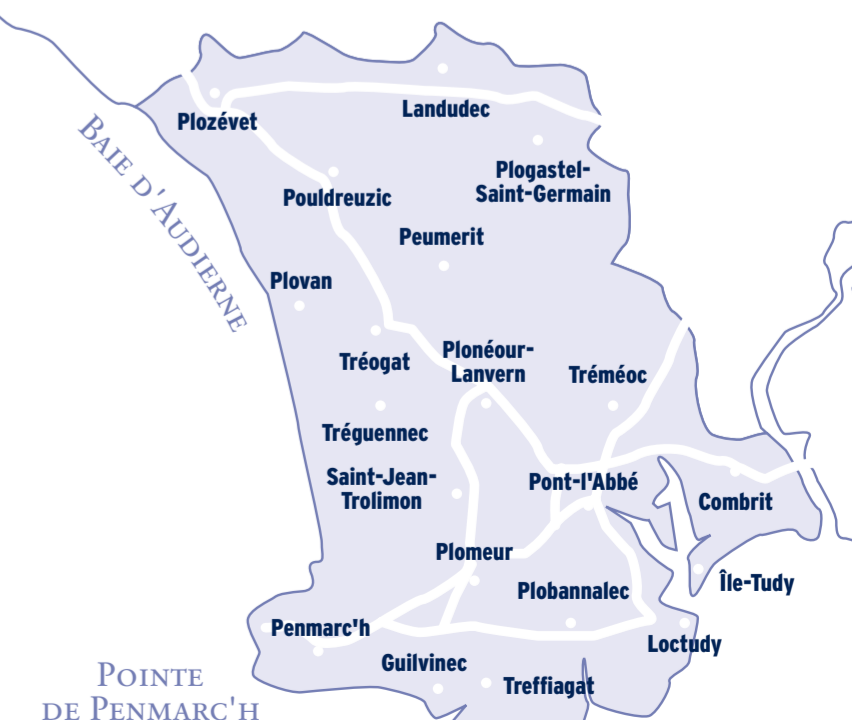 Landudec
Plozévet
BAIE D'AUDIERNE
Plogastel-
Saint-Germain
Pouldreuzic
Peumerit
Plovan
Plonéour-
Lanvern
Tréogat
Tréméoc
Tréguennec
Saint-Jean-
Trolimon
Pont-l'Abbé
Combrit
Plomeur
Île-Tudy
Plobannalec
Penmarc'h
Loctudy
Guilvinec
Treffiagat
POINTE
DE PENMARC'H